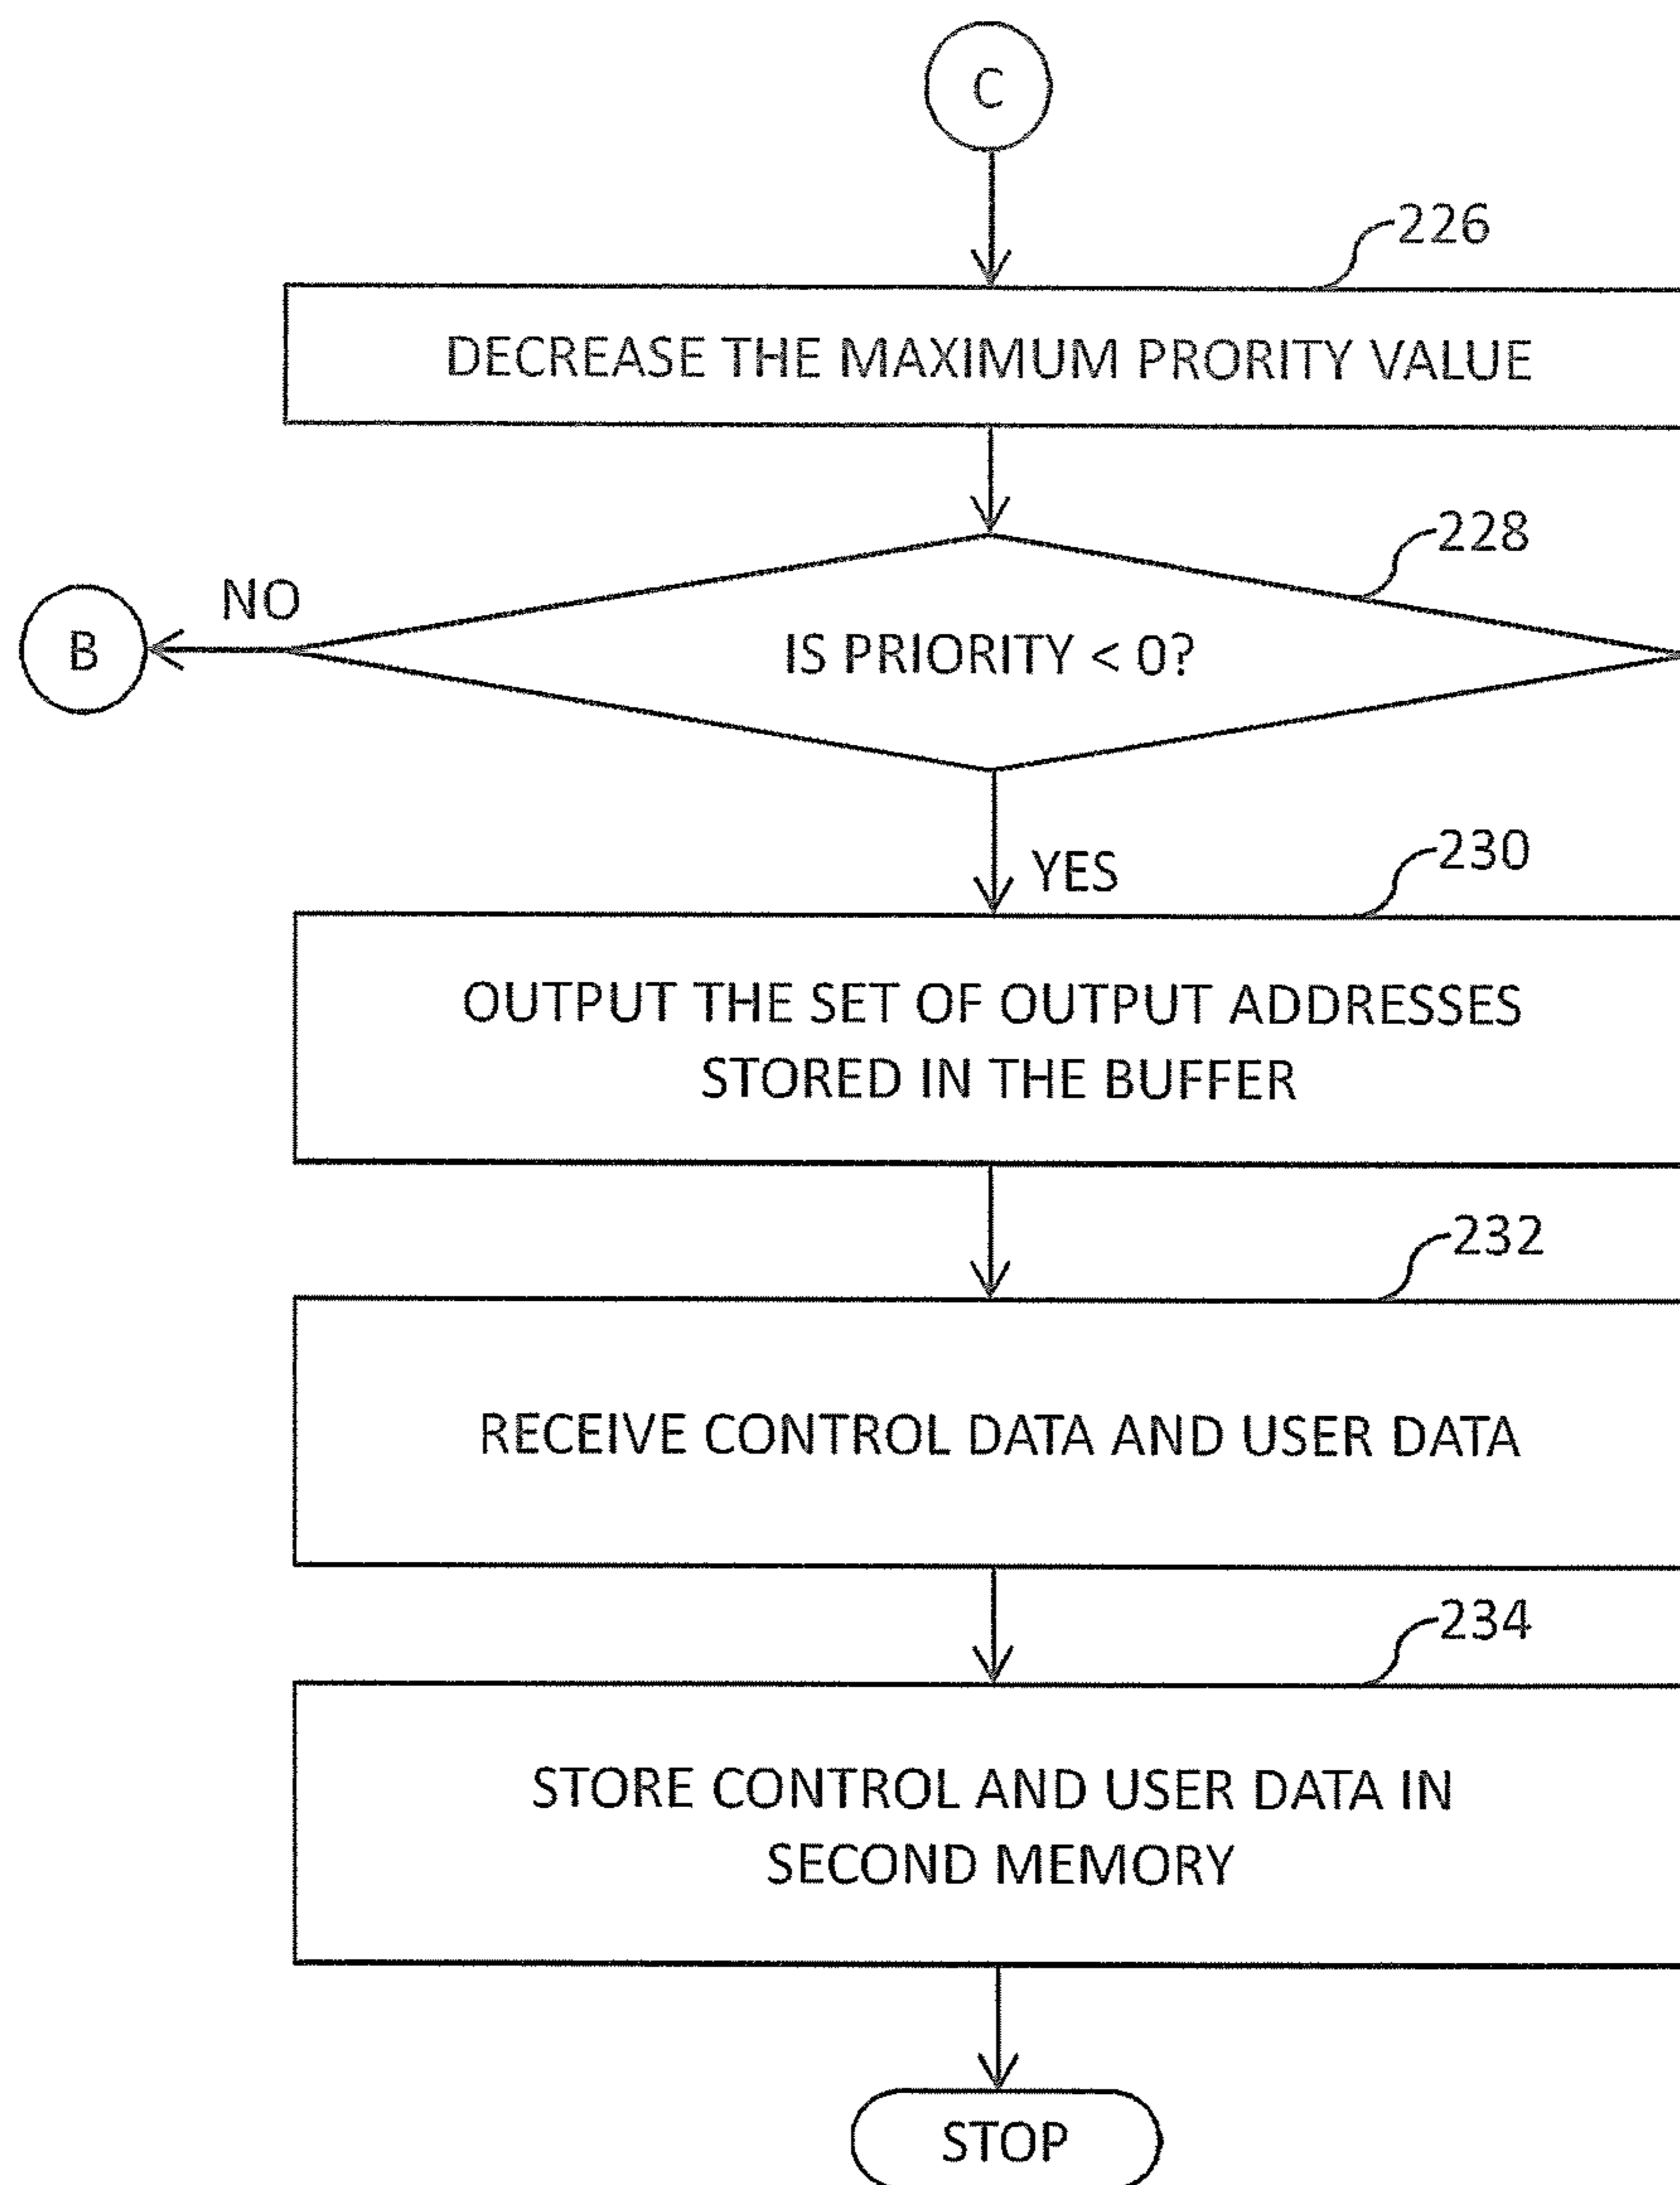 C
226
DECREASE THE MAXIMUM PRORITY VALUE
228
NO
B
IS PRIORITY < 0?
YES
230
OUTPUT THE SET OF OUTPUT ADDRESSES
STORED IN THE BUFFER
232
RECEIVE CONTROL DATA AND USER DATA
234
STORE CONTROL AND USER DATA IN
SECOND MEMORY
STOP